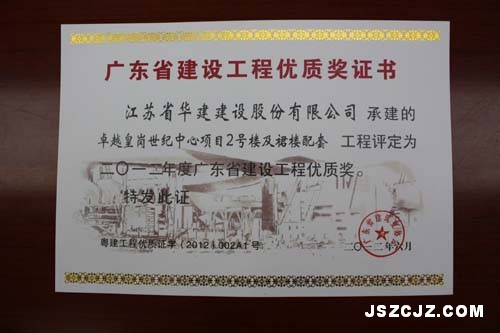 广东省建设工程优质奖证书
江苏省华建建设股份有限公司 承建的
卓越皇岗世纪中心项目2号楼及裙楼配套 工程评定为
二〇一二年度广东省建设工程优质奖。
特发此证
粤建工程优质证字(2012)002A1号
二〇一二年六月
JSZCJZ.COM